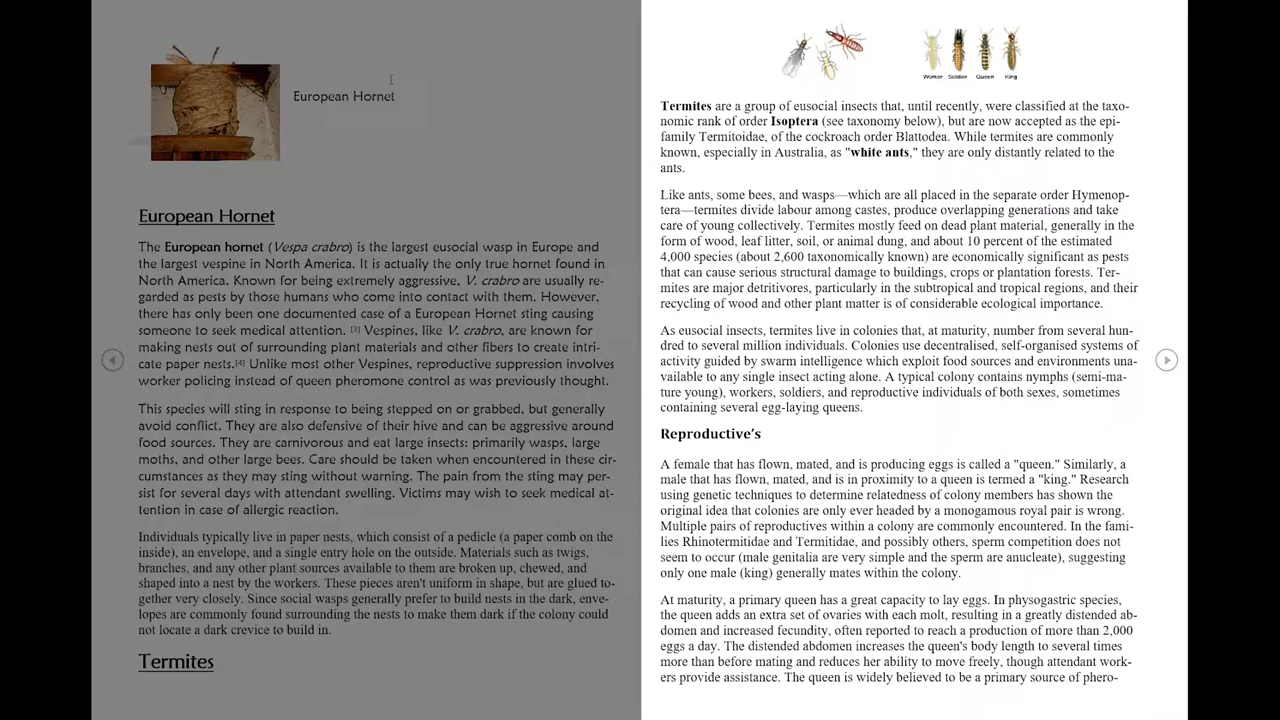 European Hornet
European Hornet
The European hornet (Vespa crabro) is the largest eusocial wasp in Europe and
the largest vespine in North America. It is actually the only true hornet found in
North America. Known for being extremely aggressive, V. crabro are usually re-
garded as pests by those humans who come into contact with them. However,
there has only been one documented case of a European Hornet sting causing
someone to seek medical attention. [3] Vespines, like V. crabro, are known for
making nests out of surrounding plant materials and other fibers to create intri-
cate paper nests.[4] Unlike most other Vespines, reproductive suppression involves
worker policing instead of queen pheromone control as was previously thought.
This species will sting in response to being stepped on or grabbed, but generally
avoid conflict. They are also defensive of their hive and can be aggressive around
food sources. They are carnivorous and eat large insects: primarily wasps, large
moths, and other large bees. Care should be taken when encountered in these cir-
cumstances as they may sting without warning. The pain from the sting may per-
sist for several days with attendant swelling. Victims may wish to seek medical at-
tention in case of allergic reaction.
Individuals typically live in paper nests, which consist of a pedicle (a paper comb on the
inside), an envelope, and a single entry hole on the outside. Materials such as twigs,
branches, and any other plant sources available to them are broken up, chewed, and
shaped into a nest by the workers. These pieces aren't uniform in shape, but are glued to-
gether very closely. Since social wasps generally prefer to build nests in the dark, enve-
lopes are commonly found surrounding the nests to make them dark if the colony could
not locate a dark crevice to build in.
Termites
Worker Soldier Queen King
Termites are a group of eusocial insects that, until recently, were classified at the taxo-
nomic rank of order Isoptera (see taxonomy below), but are now accepted as the epi-
family Termitoidae, of the cockroach order Blattodea. While termites are commonly
known, especially in Australia, as "white ants," they are only distantly related to the
ants.
Like ants, some bees, and wasps—which are all placed in the separate order Hymenop-
tera—termites divide labour among castes, produce overlapping generations and take
care of young collectively. Termites mostly feed on dead plant material, generally in the
form of wood, leaf litter, soil, or animal dung, and about 10 percent of the estimated
4,000 species (about 2,600 taxonomically known) are economically significant as pests
that can cause serious structural damage to buildings, crops or plantation forests. Ter-
mites are major detritivores, particularly in the subtropical and tropical regions, and their
recycling of wood and other plant matter is of considerable ecological importance.
As eusocial insects, termites live in colonies that, at maturity, number from several hun-
dred to several million individuals. Colonies use decentralised, self-organised systems of
activity guided by swarm intelligence which exploit food sources and environments una-
vailable to any single insect acting alone. A typical colony contains nymphs (semi-ma-
ture young), workers, soldiers, and reproductive individuals of both sexes, sometimes
containing several egg-laying queens.
Reproductive’s
A female that has flown, mated, and is producing eggs is called a "queen." Similarly, a
male that has flown, mated, and is in proximity to a queen is termed a "king." Research
using genetic techniques to determine relatedness of colony members has shown the
original idea that colonies are only ever headed by a monogamous royal pair is wrong.
Multiple pairs of reproductives within a colony are commonly encountered. In the fami-
lies Rhinotermitidae and Termitidae, and possibly others, sperm competition does not
seem to occur (male genitalia are very simple and the sperm are anucleate), suggesting
only one male (king) generally mates within the colony.
At maturity, a primary queen has a great capacity to lay eggs. In physogastric species,
the queen adds an extra set of ovaries with each molt, resulting in a greatly distended ab-
domen and increased fecundity, often reported to reach a production of more than 2,000
eggs a day. The distended abdomen increases the queen's body length to several times
more than before mating and reduces her ability to move freely, though attendant work-
ers provide assistance. The queen is widely believed to be a primary source of phero-